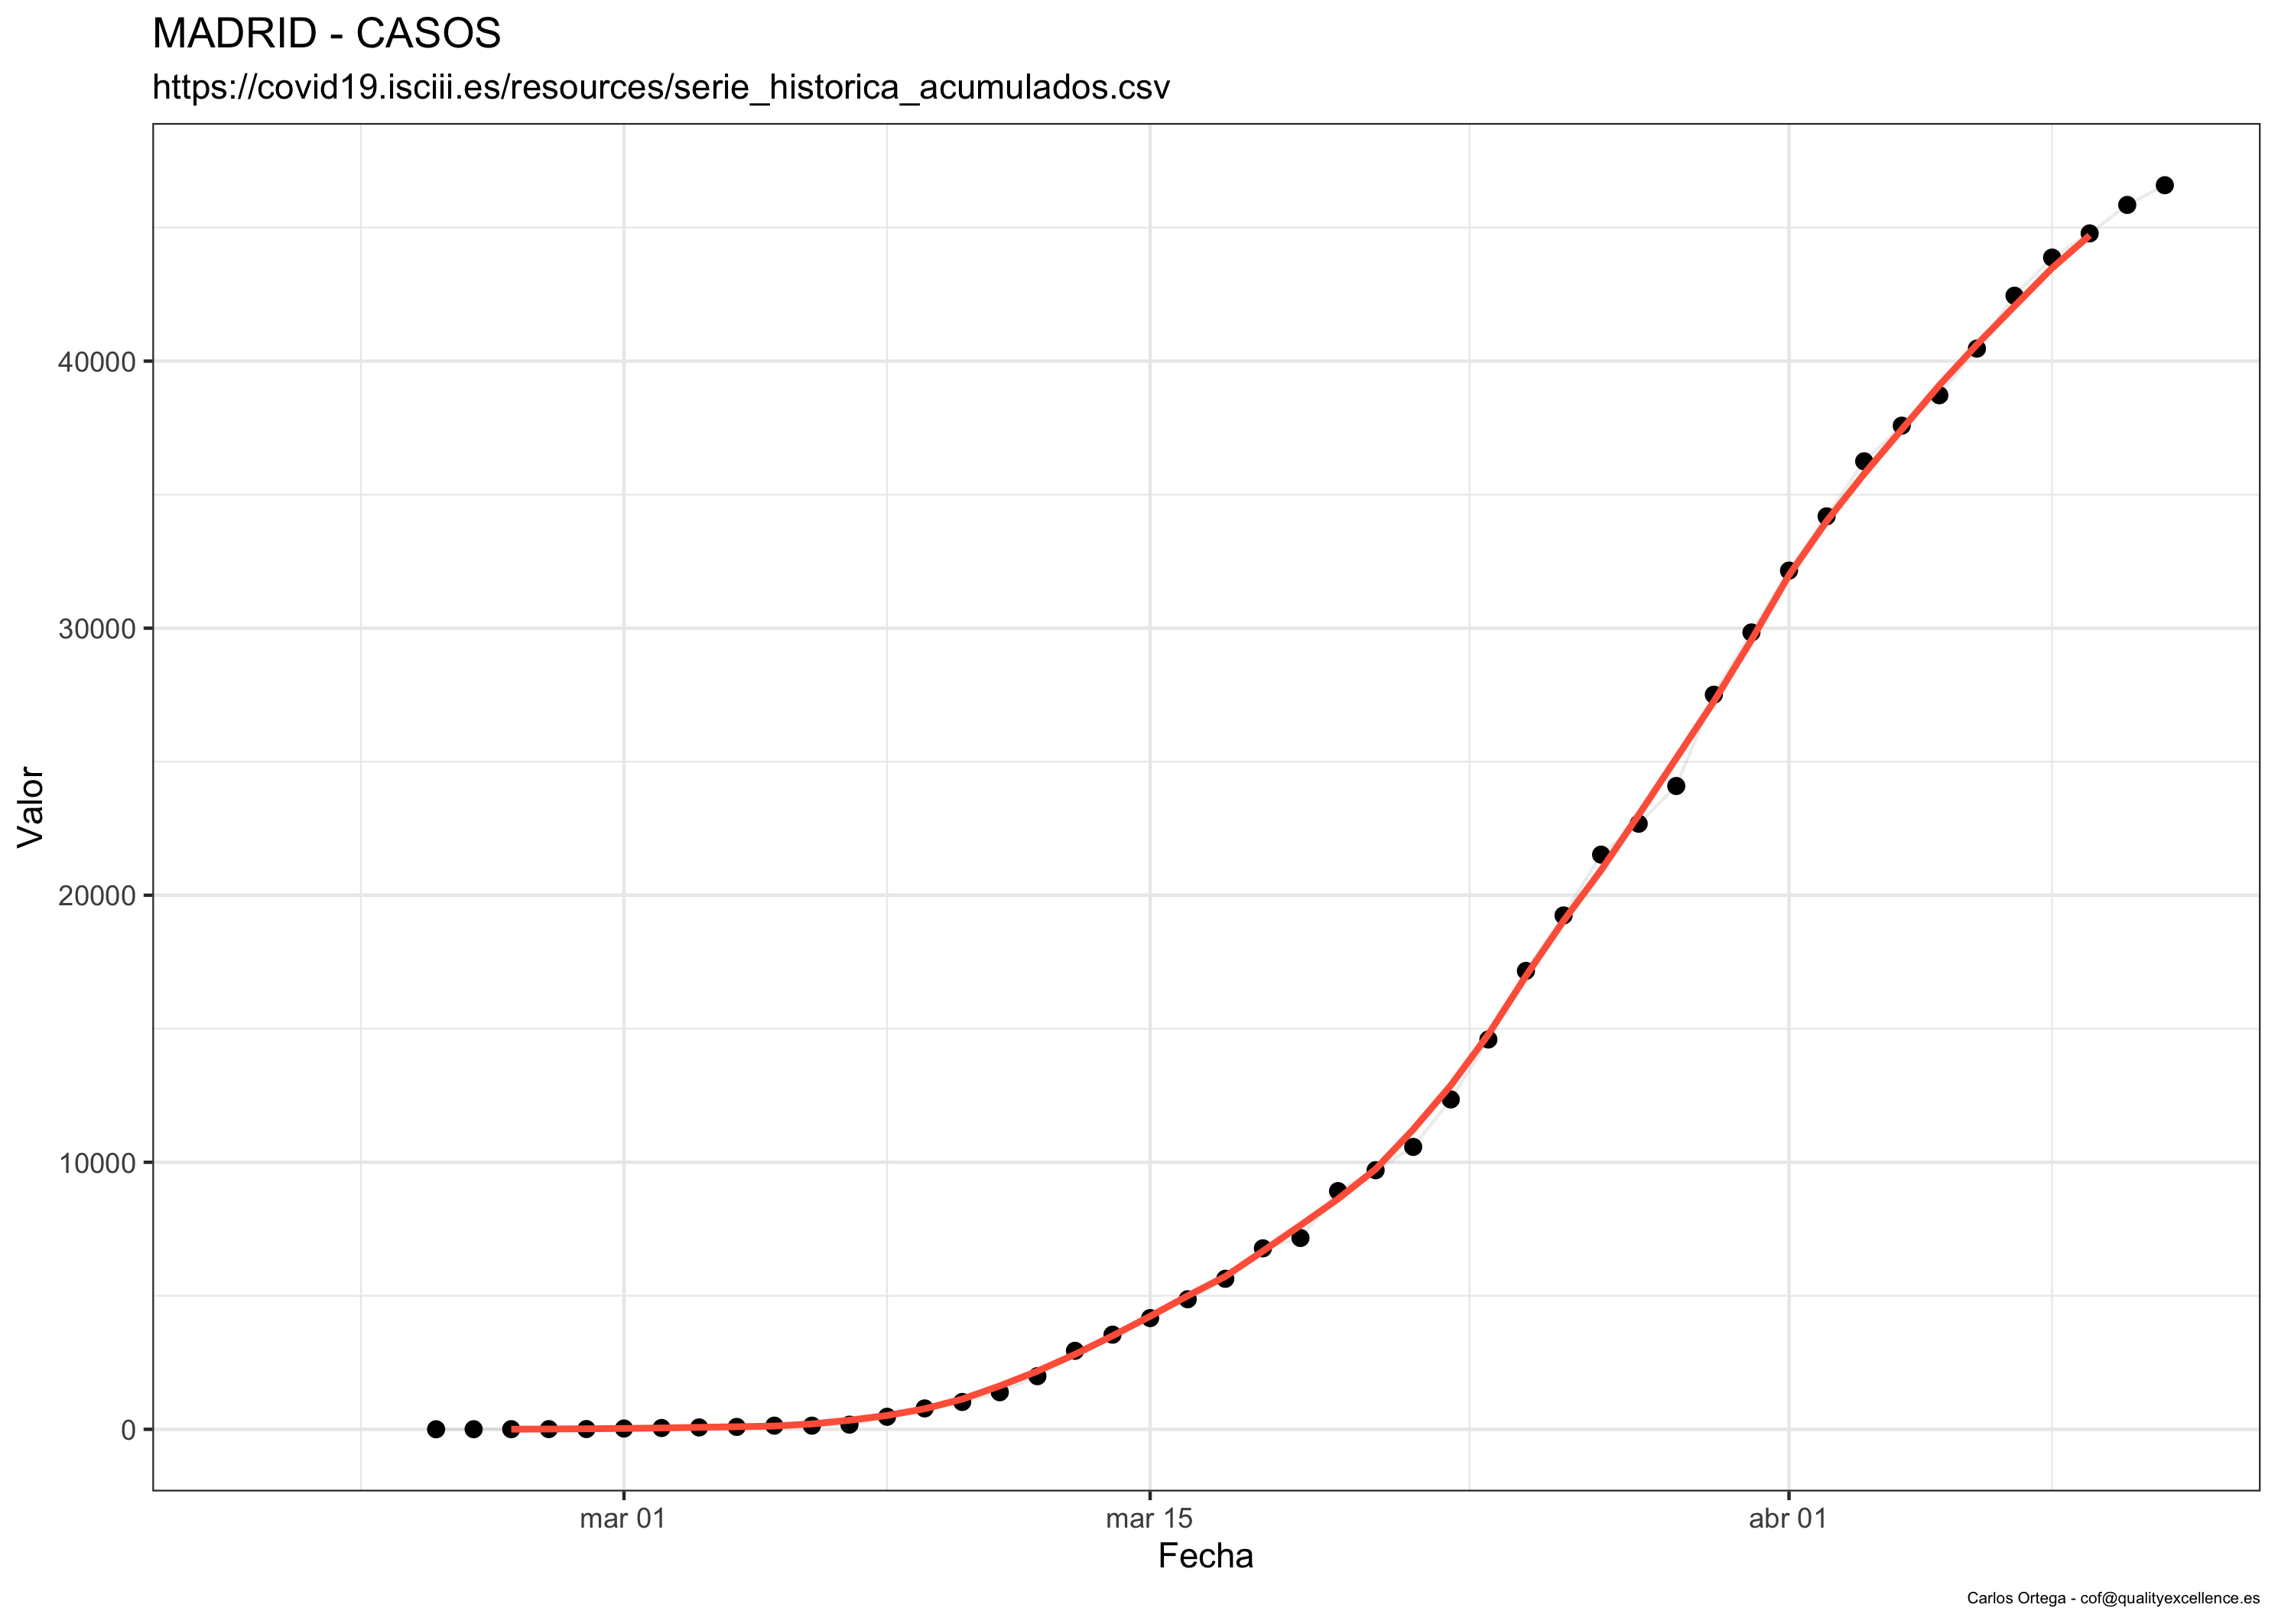 MADRID - CASOS
https://covid19.isciii.es/resources/serie_historica_acumulados.csv
Valor
40000
30000
20000
10000
0
mar 01
mar 15
abr 01
Fecha
Carlos Ortega - cof@qualityexcellence.es